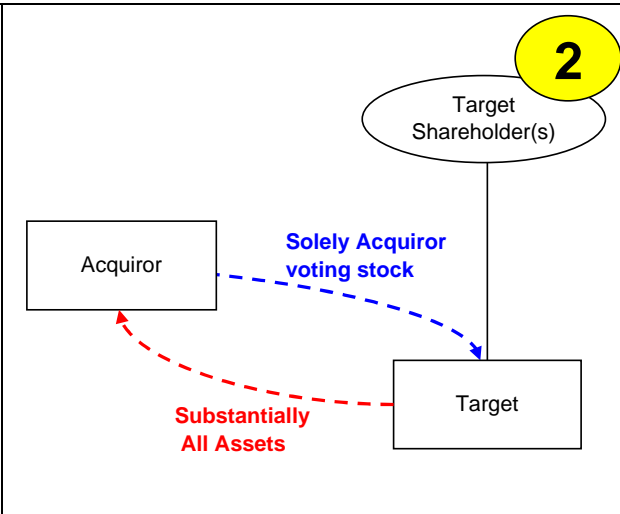 2
Target
Shareholder(s)
Solely Acquiror
voting stock
Acquiror
Target
Substantially
All Assets